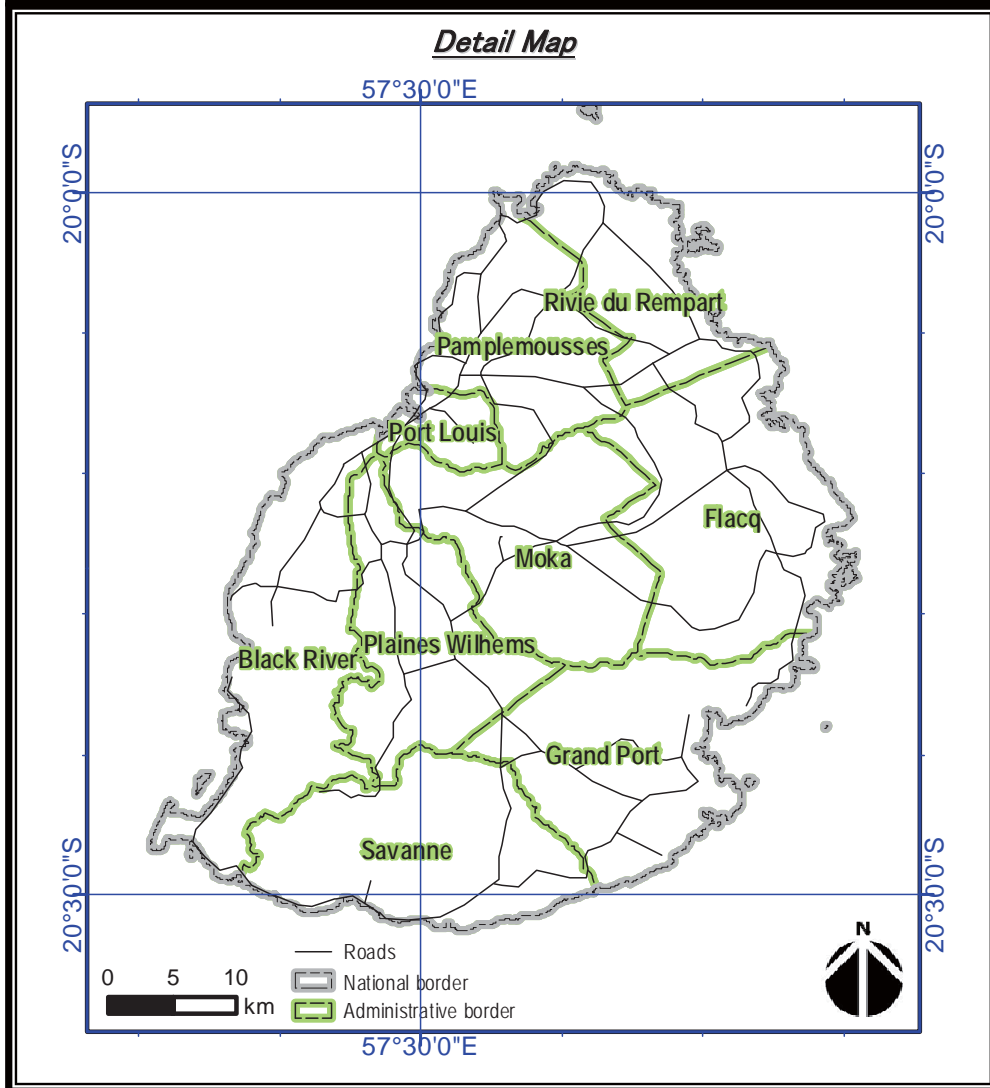 Detail Map
57°30'0"E
20°0'0"S
20°0'0"S
Rivie du Rempart
Pamplemousses
Port Louis
Flacq
Moka
Plaines Wilhems
Black River
Grand Port
Savanne
20°30'0"S
20°30'0"S
N
Roads
0 5 10
National border
km
Administrative border
57°30'0"E